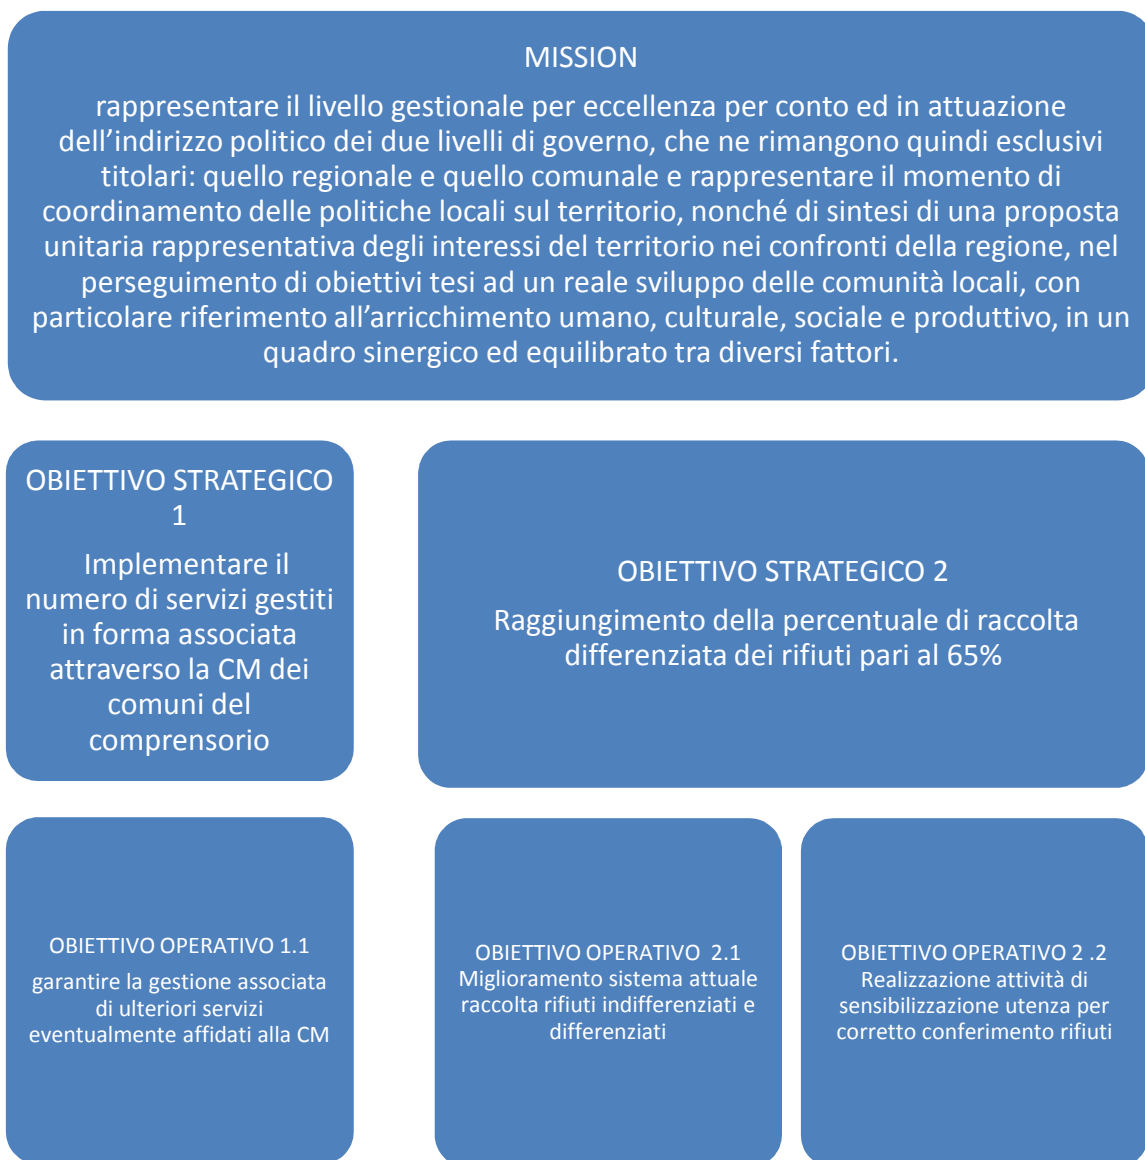 MISSION
rappresentare il livello gestionale per eccellenza per conto ed in attuazione
dell’indirizzo politico dei due livelli di governo, che ne rimangono quindi esclusivi
titolari: quello regionale e quello comunale e rappresentare il momento di
coordinamento delle politiche locali sul territorio, nonché di sintesi di una proposta
unitaria rappresentativa degli interessi del territorio nei confronti della regione, nel
perseguimento di obiettivi tesi ad un reale sviluppo delle comunità locali, con
particolare riferimento all’arricchimento umano, culturale, sociale e produttivo, in un
quadro sinergico ed equilibrato tra diversi fattori.
OBIETTIVO STRATEGICO
1
Implementare il
numero di servizi gestiti
in forma associata
attraverso la CM dei
comuni del
comprensorio
OBIETTIVO STRATEGICO 2
Raggiungimento della percentuale di raccolta
differenziata dei rifiuti pari al 65%
OBIETTIVO OPERATIVO 1.1
garantire la gestione associata
di ulteriori servizi
eventualmente affidati alla CM
OBIETTIVO OPERATIVO 2.1
Miglioramento sistema attuale
raccolta rifiuti indifferenziati e
differenziati
OBIETTIVO OPERATIVO 2 .2
Realizzazione attività di
sensibilizzazione utenza per
corretto conferimento rifiuti